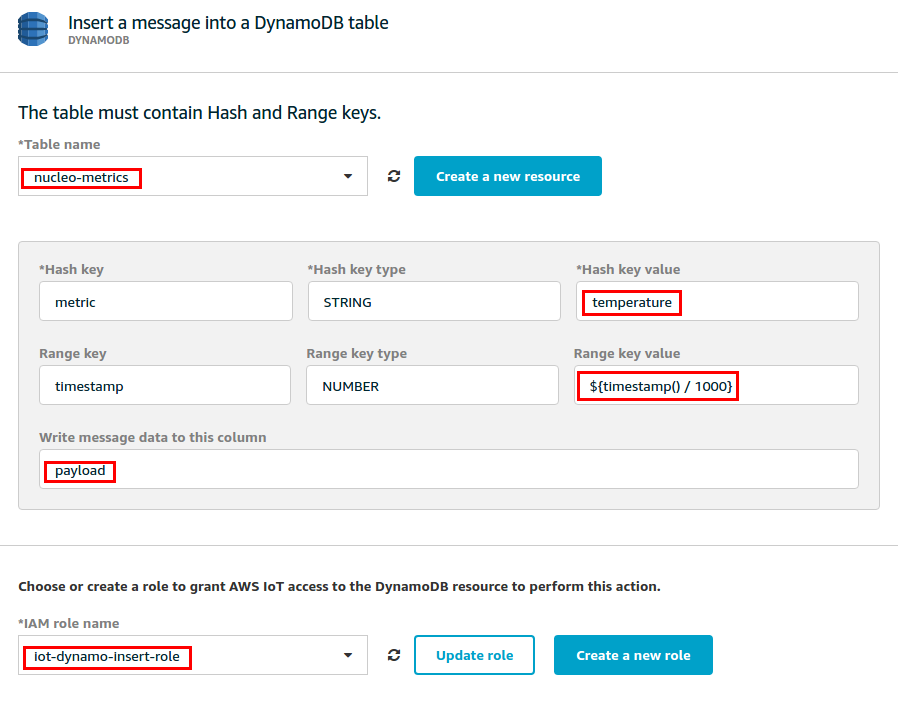 Insert a message into a DynamoDB table
DYNAMODB
The table must contain Hash and Range keys.
*Table name
nucleo-metrics
Create a new resource
*Hash key *Hash key type *Hash key value
metric STRING temperature
Range key Range key type Range key value
timestamp NUMBER ${timestamp() / 1000}
Write message data to this column
payload
Choose or create a role to grant AWS IoT access to the DynamoDB resource to perform this action.
*IAM role name
iot-dynamo-insert-role Update role Create a new role